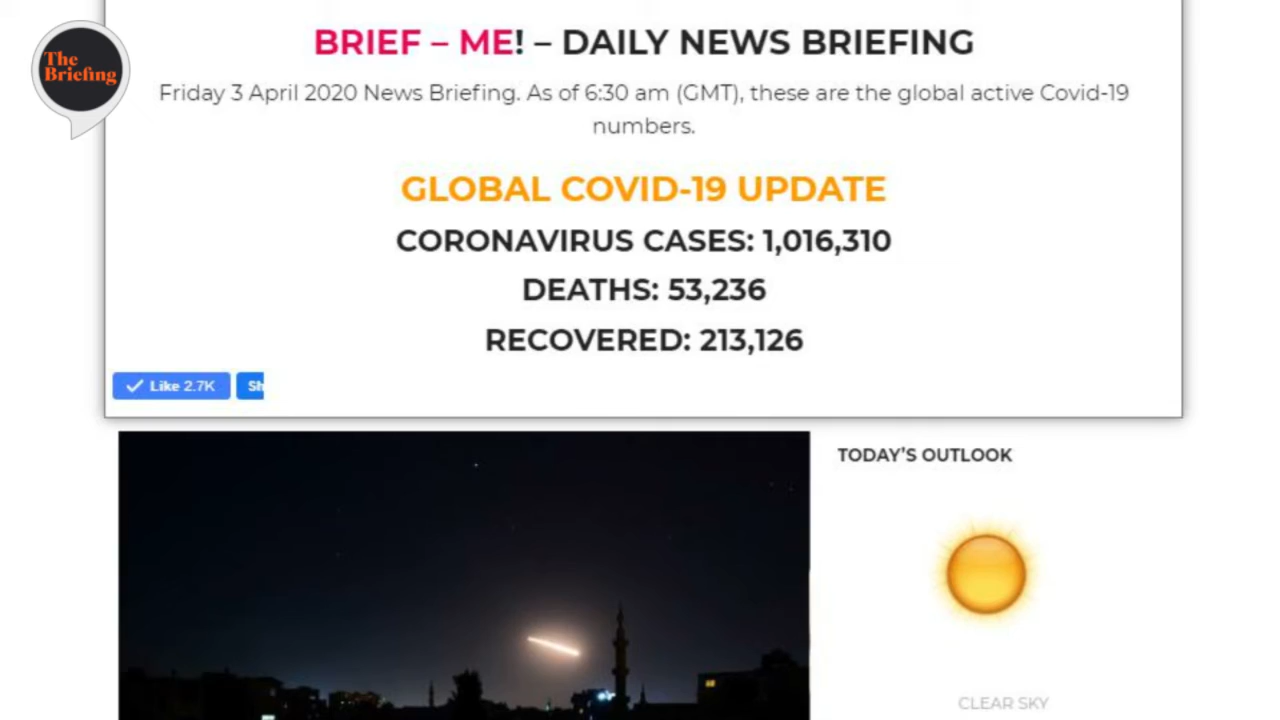 The
Briefing
BRIEF – ME! – DAILY NEWS BRIEFING
Friday 3 April 2020 News Briefing. As of 6:30 am (GMT), these are the global active Covid-19
numbers.
GLOBAL COVID-19 UPDATE
CORONAVIRUS CASES: 1,016,310
DEATHS: 53,236
RECOVERED: 213,126
Like 2.7K Sh
TODAY'S OUTLOOK
CLEAR SKY